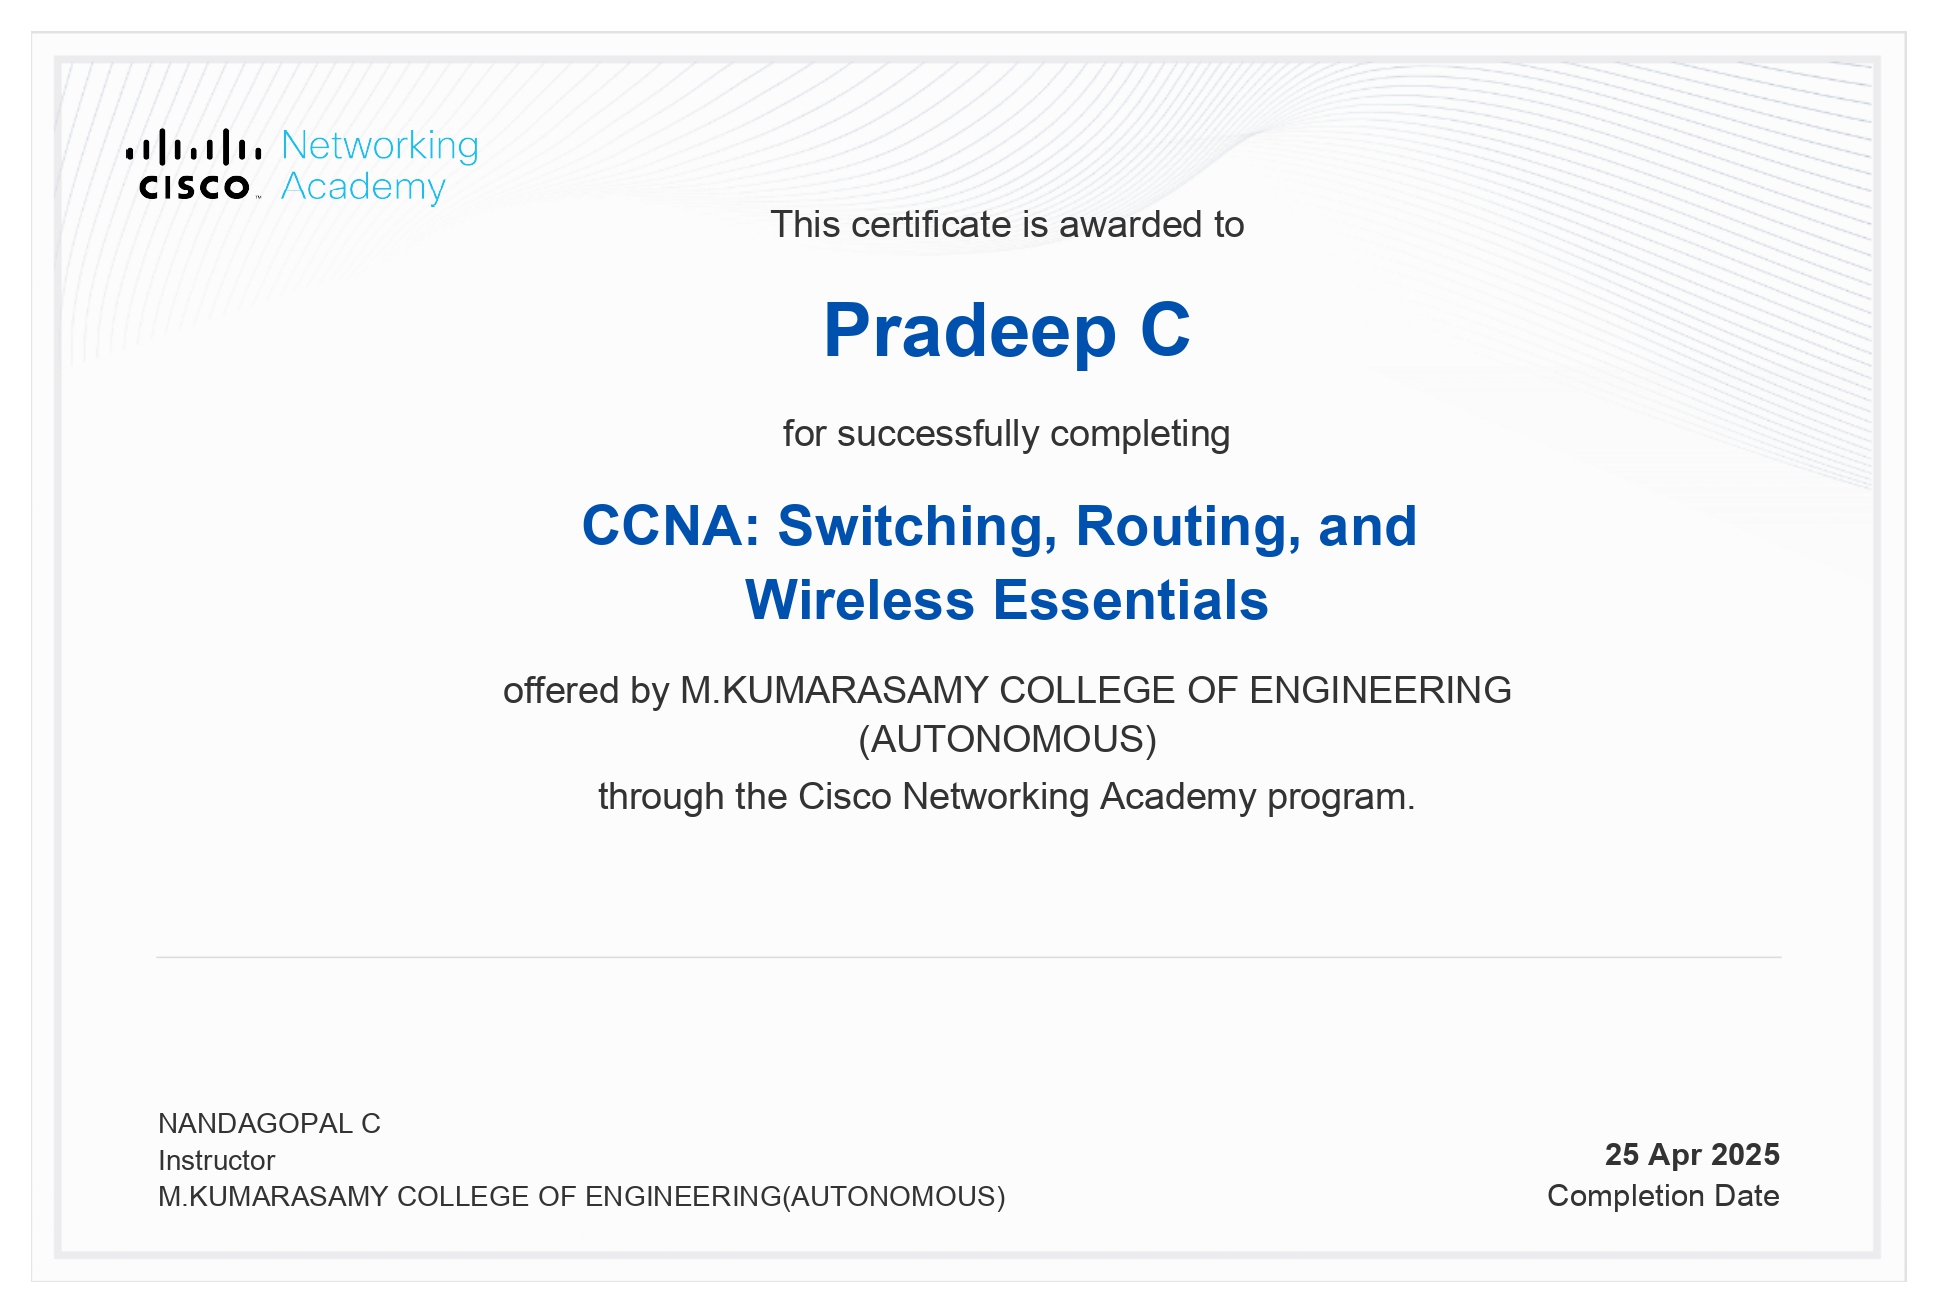 Networking
CISCO™ Academy
This certificate is awarded to
Pradeep C
for successfully completing
CCNA: Switching, Routing, and
Wireless Essentials
offered by M.KUMARASAMY COLLEGE OF ENGINEERING
(AUTONOMOUS)
through the Cisco Networking Academy program.
NANDAGOPAL C
Instructor
M.KUMARASAMY COLLEGE OF ENGINEERING(AUTONOMOUS)
25 Apr 2025
Completion Date